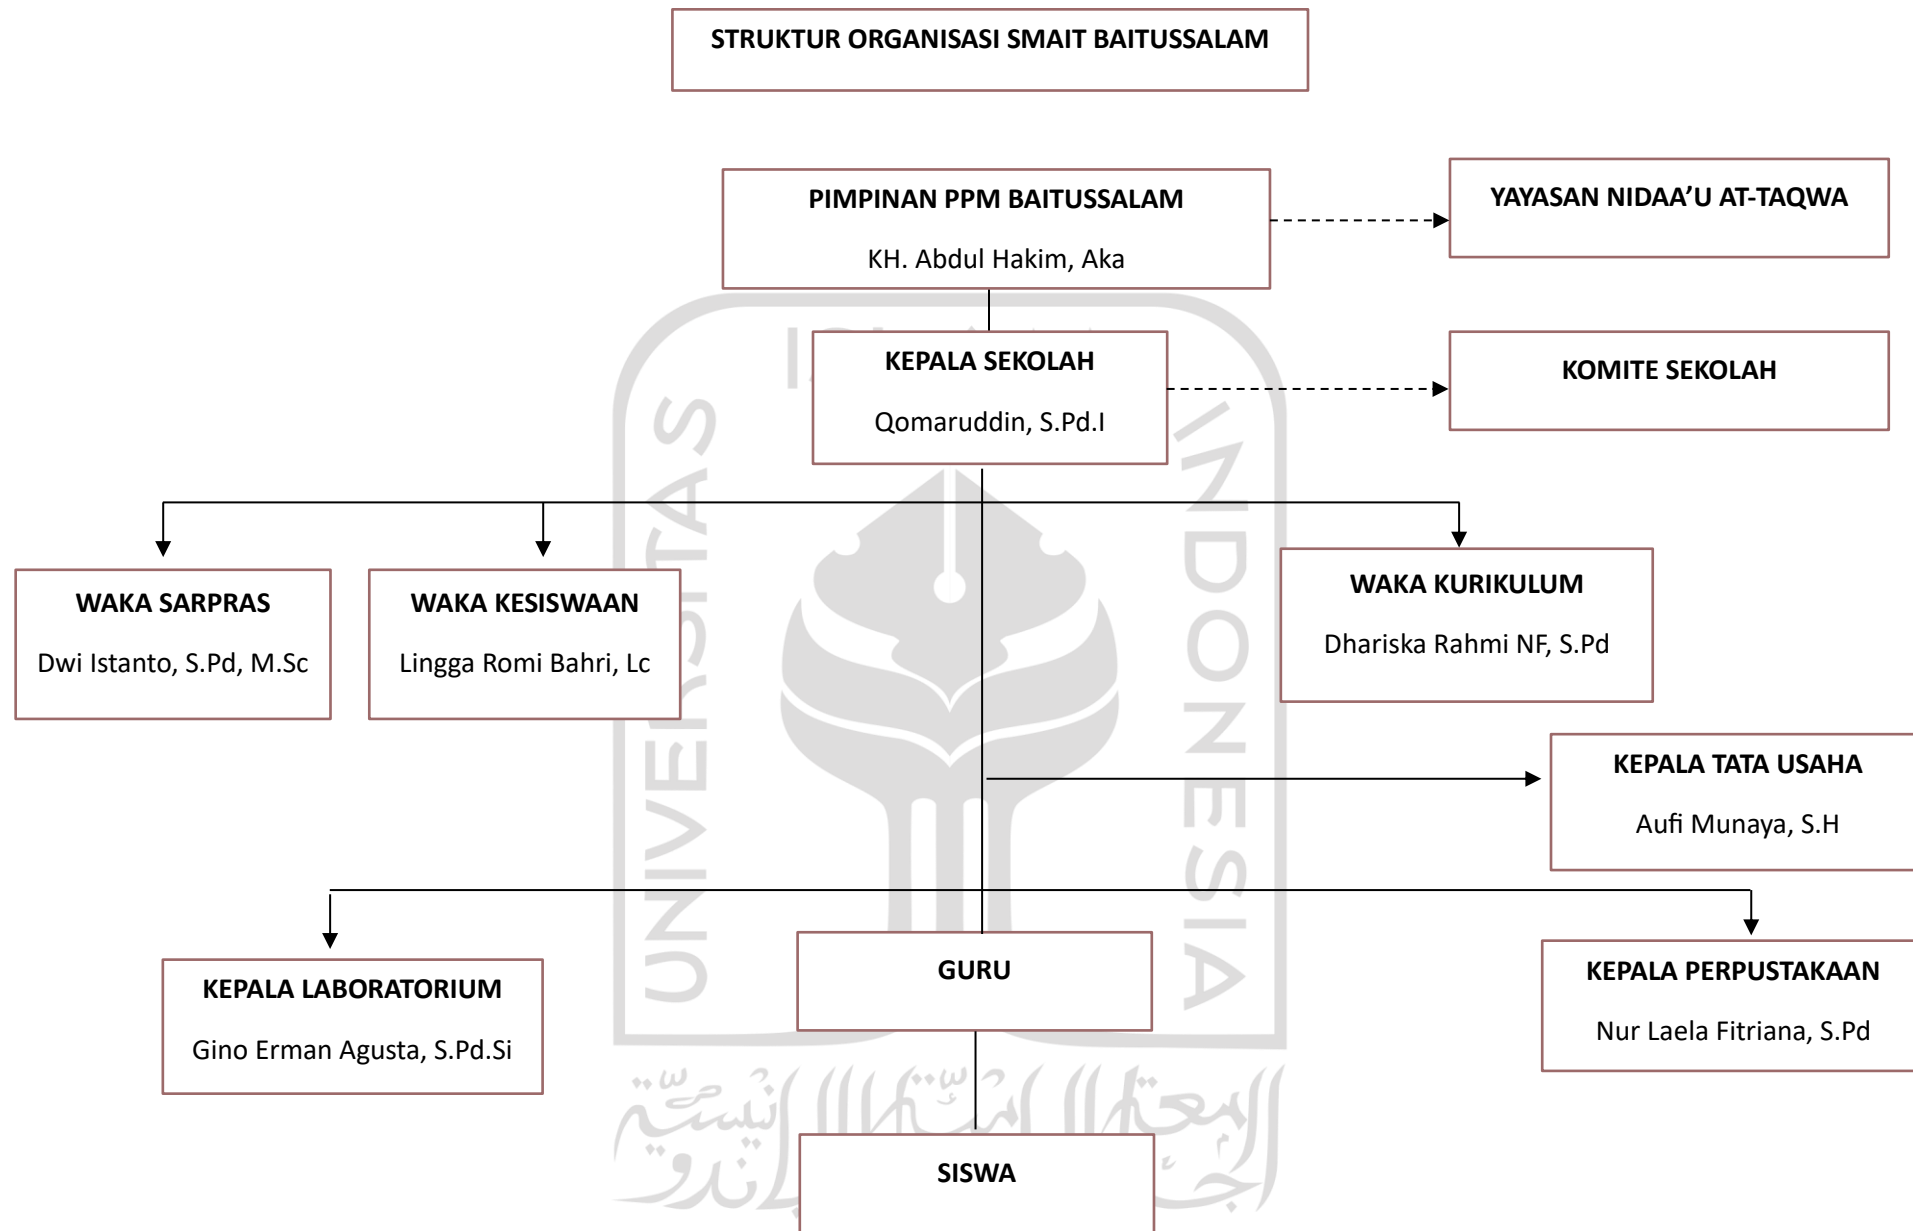 STRUKTUR ORGANISASI SMAIT BAITUSSALAM
PIMPINAN PPM BAITUSSALAM
KH. Abdul Hakim, Aka
YAYASAN NIDAA'U AT-TAQWA
KEPALA SEKOLAH
Qomaruddin, S.Pd.I
KOMITE SEKOLAH
WAKA SARPRAS
Dwi Istanto, S.Pd, M.Sc
WAKA KESISWAAN
Lingga Romi Bahri, Lc
WAKA KURIKULUM
Dhariska Rahmi NF, S.Pd
KEPALA TATA USAHA
Aufi Munaya, S.H
KEPALA LABORATORIUM
Gino Erman Agusta, S.Pd.Si
GURU
KEPALA PERPUSTAKAAN
Nur Laela Fitriana, S.Pd
SISWA
UNIVERSITAS
INDONESIA